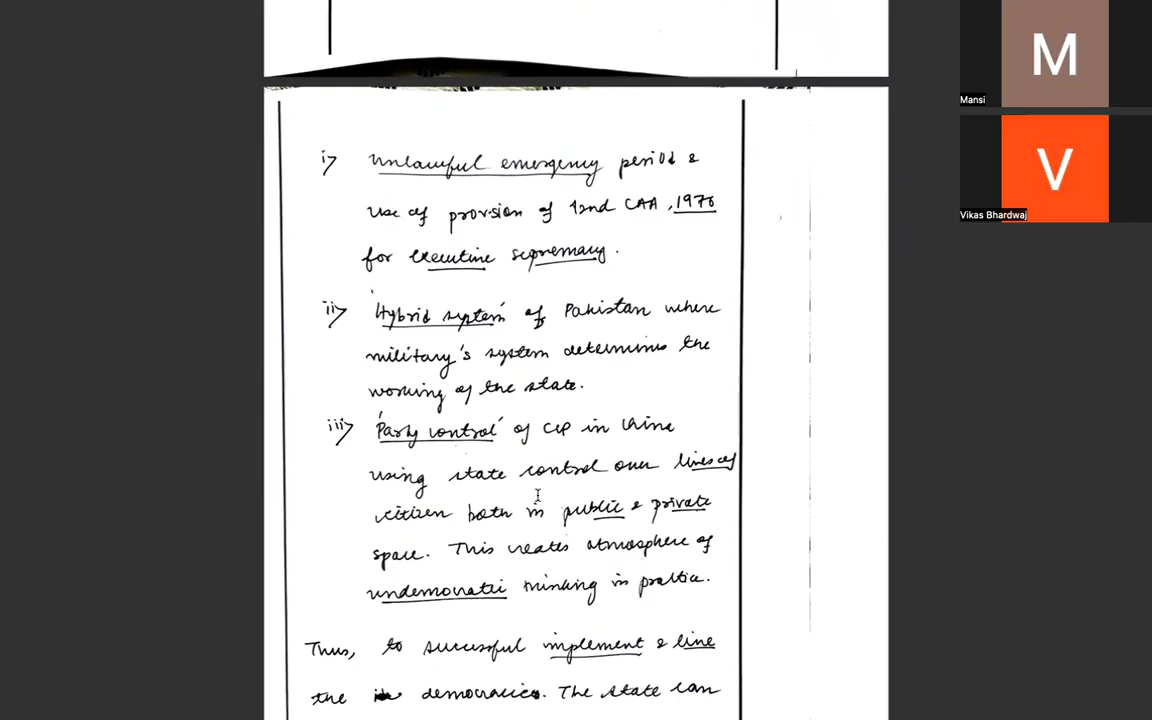 i> Unlawful emergency period &
use of provsion of 42nd CAA, 1976
for executive supremacy.
ii> 'Hybrid system' of Pakistan where
military's system determines the
working of the state.
iii> 'Party control' of CCP in China
using state control over lives of
citizen both in public & private
space. This creates atmosphere of
undemocratic thinking in practice.
Thus, to successful implement & live
the democracies. The state can
M
Mansi
V
Vikas Bhardwaj